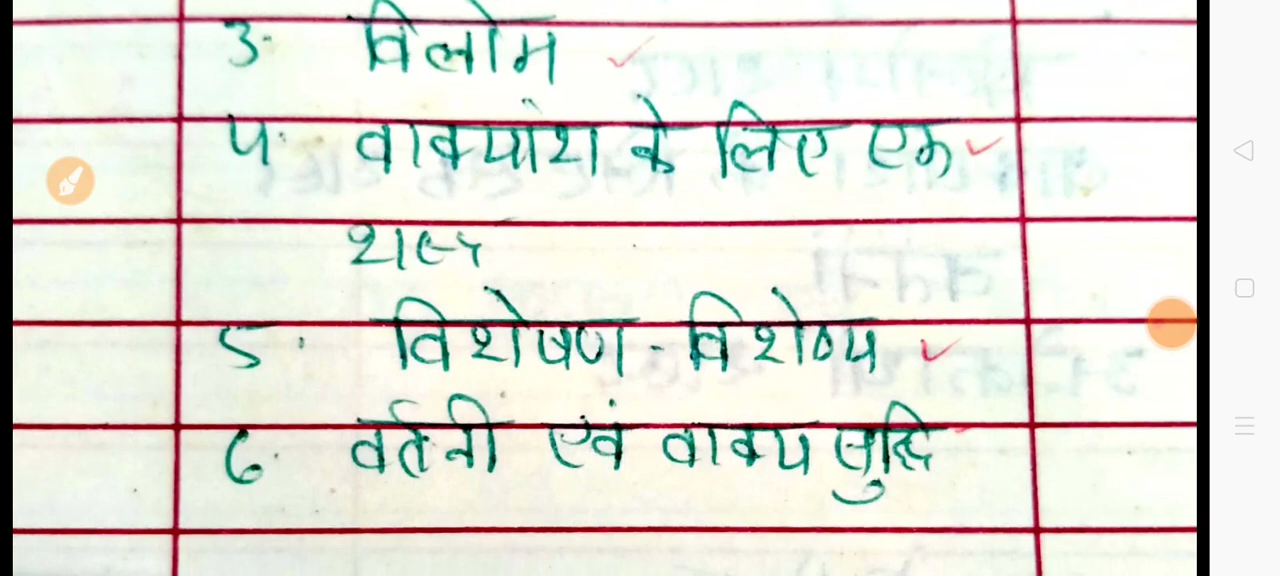 3. विलोम
4. वाक्यांश के लिए एक
शब्द
5. विशेषण - विशेष्य
6. वर्तनी एवं वाक्य शुद्धि